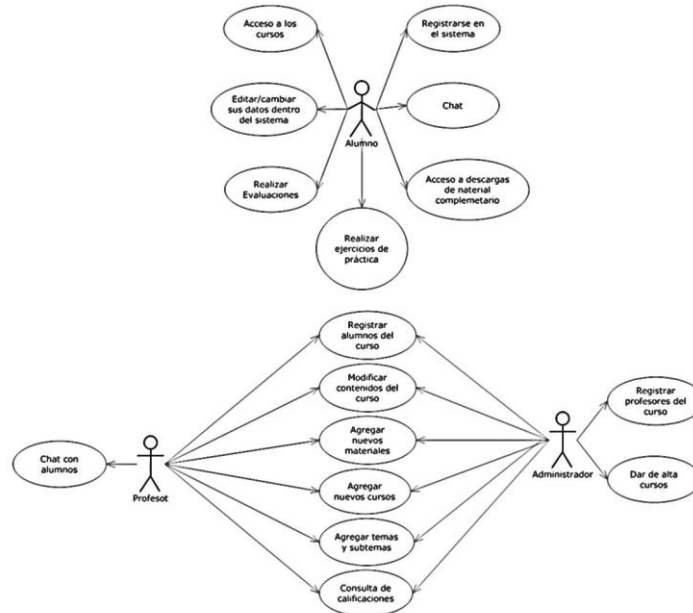 Acceso a los
cursos
Registrarse en
el sistema
Editar/cambiar
sus datos dentro
del sistema
Chat
Alumno
Realizar
Evaluaciones
Acceso a descargas
de naterial
complemetario
Realizar
ejercicios de
práctica
Registrar
alumnos del
curso
Modificar
contenidos del
curso
Registrar
profesores del
curso
Agregar
nuevos
materiales
Chat con
alumnos
Profesot
Administrador
Dar de alta
cursos
Agregar
nuevos cursos
Agregar temas
y subtemas
Consulta de
calificaciones